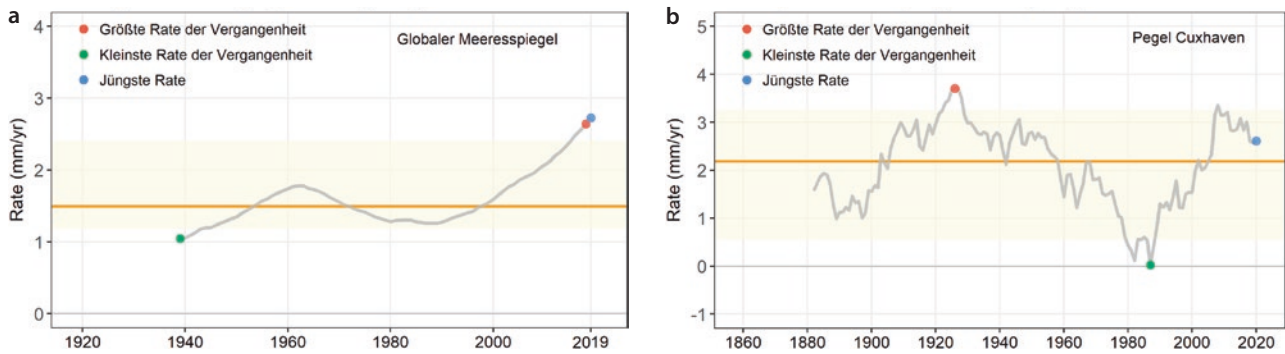 a
Größte Rate der Vergangenheit
Kleinste Rate der Vergangenheit
Jüngste Rate
Globaler Meeresspiegel
Rate (mm/yr)
4
3
2
1
0
1920 1940 1960 1980 2000 2019
b
Größte Rate der Vergangenheit
Kleinste Rate der Vergangenheit
Jüngste Rate
Pegel Cuxhaven
Rate (mm/yr)
5
4
3
2
1
0
-1
1860 1880 1900 1920 1940 1960 1980 2000 2020